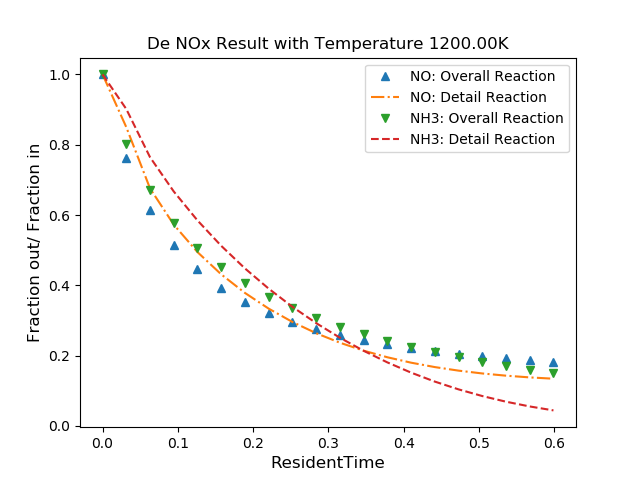 De NOx Result with Temperature 1200.00K
NO: Overall Reaction
NO: Detail Reaction
NH3: Overall Reaction
NH3: Detail Reaction
Fraction out/ Fraction in
1.0
0.8
0.6
0.4
0.2
0.0
0.0 0.1 0.2 0.3 0.4 0.5 0.6
ResidentTime